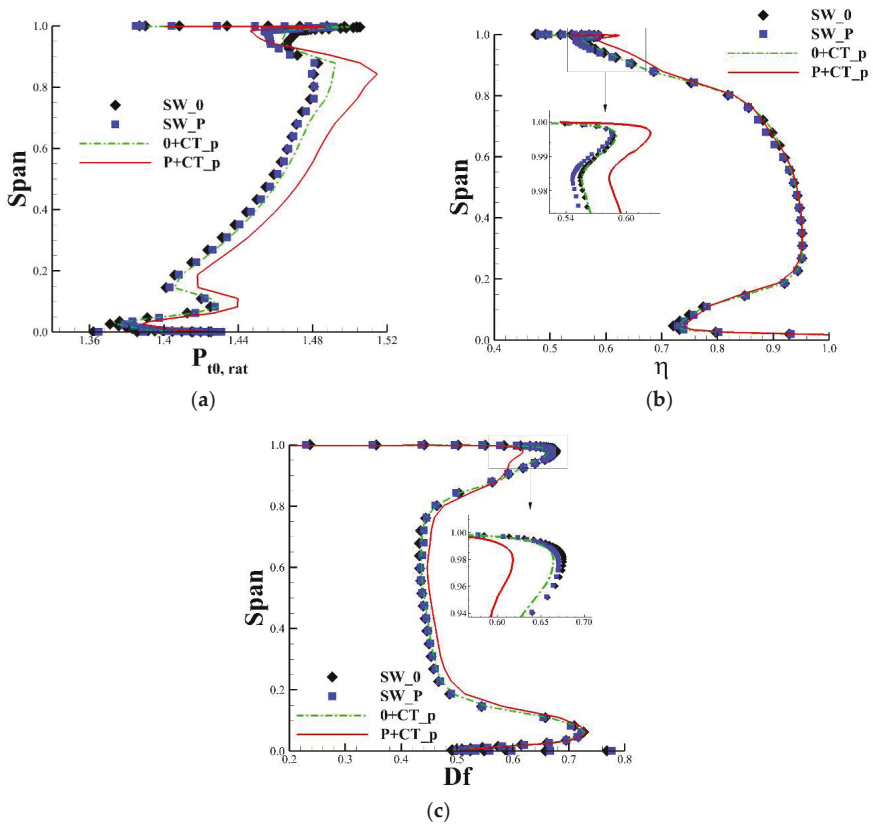 SW_0
SW_P
0+CT_p
P+CT_p
1.0
0.8
0.6
0.4
0.2
0.0
Span
1.36
1.4
1.44
1.48
1.52
P t0, rat
(a)
SW_0
SW_P
0+CT_p
P+CT_p
1.0
0.8
0.6
0.4
0.2
0.0
Span
1.00
0.99
0.98
0.54
0.60
0.4
0.5
0.6
0.7
0.8
0.9
1.0
η
(b)
1.0
0.8
0.6
0.4
0.2
0.0
Span
1.00
0.98
0.96
0.94
0.60
0.65
0.70
SW_0
SW_P
0+CT_p
P+CT_p
0.2
0.3
0.4
0.5
0.6
0.7
0.8
Df
(c)